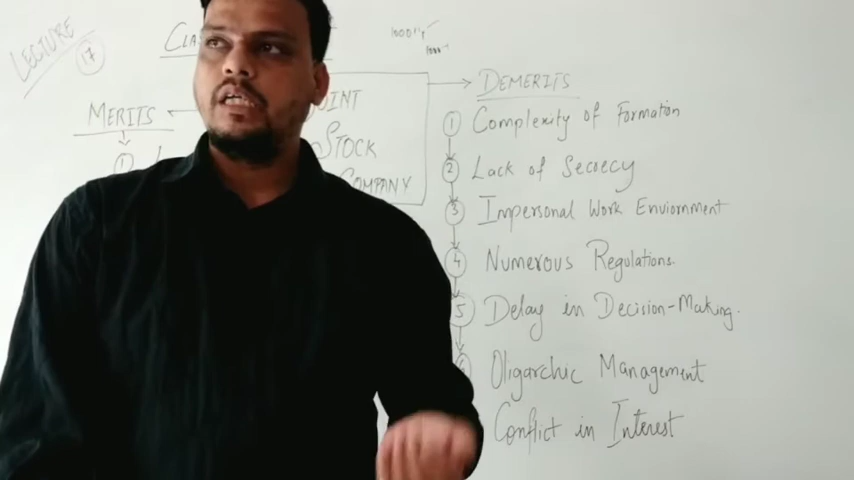 LECTURE 17
MERITS
1
STOCK
COMPANY
DEMERITS
1 Complexity of Formation
2 Lack of Secrecy
3 Impersonal Work Enviornment
4 Numerous Regulations.
5 Delay in Decision-Making.
Oligarchic Management
Conflict in Interest